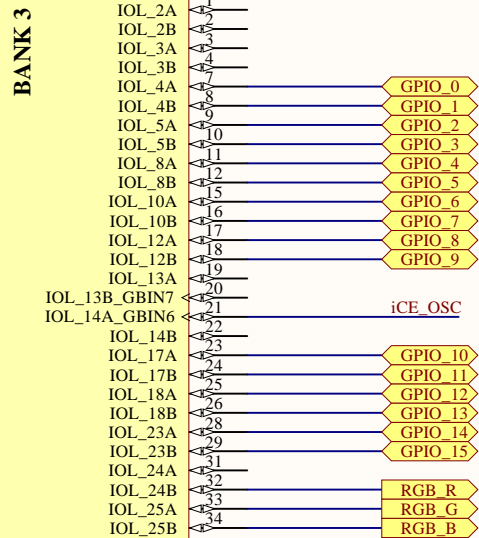 BANK 3
IOL_2A 1
IOL_2B 2
IOL_3A 3
IOL_3B 4
IOL_4A 7 GPIO_0
IOL_4B 8 GPIO_1
IOL_5A 9 GPIO_2
IOL_5B 10 GPIO_3
IOL_8A 11 GPIO_4
IOL_8B 12 GPIO_5
IOL_10A 15 GPIO_6
IOL_10B 16 GPIO_7
IOL_12A 17 GPIO_8
IOL_12B 18 GPIO_9
IOL_13A 19
IOL_13B_GBIN7 20
IOL_14A_GBIN6 21 iCE_OSC
IOL_14B 22
IOL_17A 23 GPIO_10
IOL_17B 24 GPIO_11
IOL_18A 25 GPIO_12
IOL_18B 26 GPIO_13
IOL_23A 28 GPIO_14
IOL_23B 29 GPIO_15
IOL_24A 31
IOL_24B 32 RGB_R
IOL_25A 33 RGB_G
IOL_25B 34 RGB_B